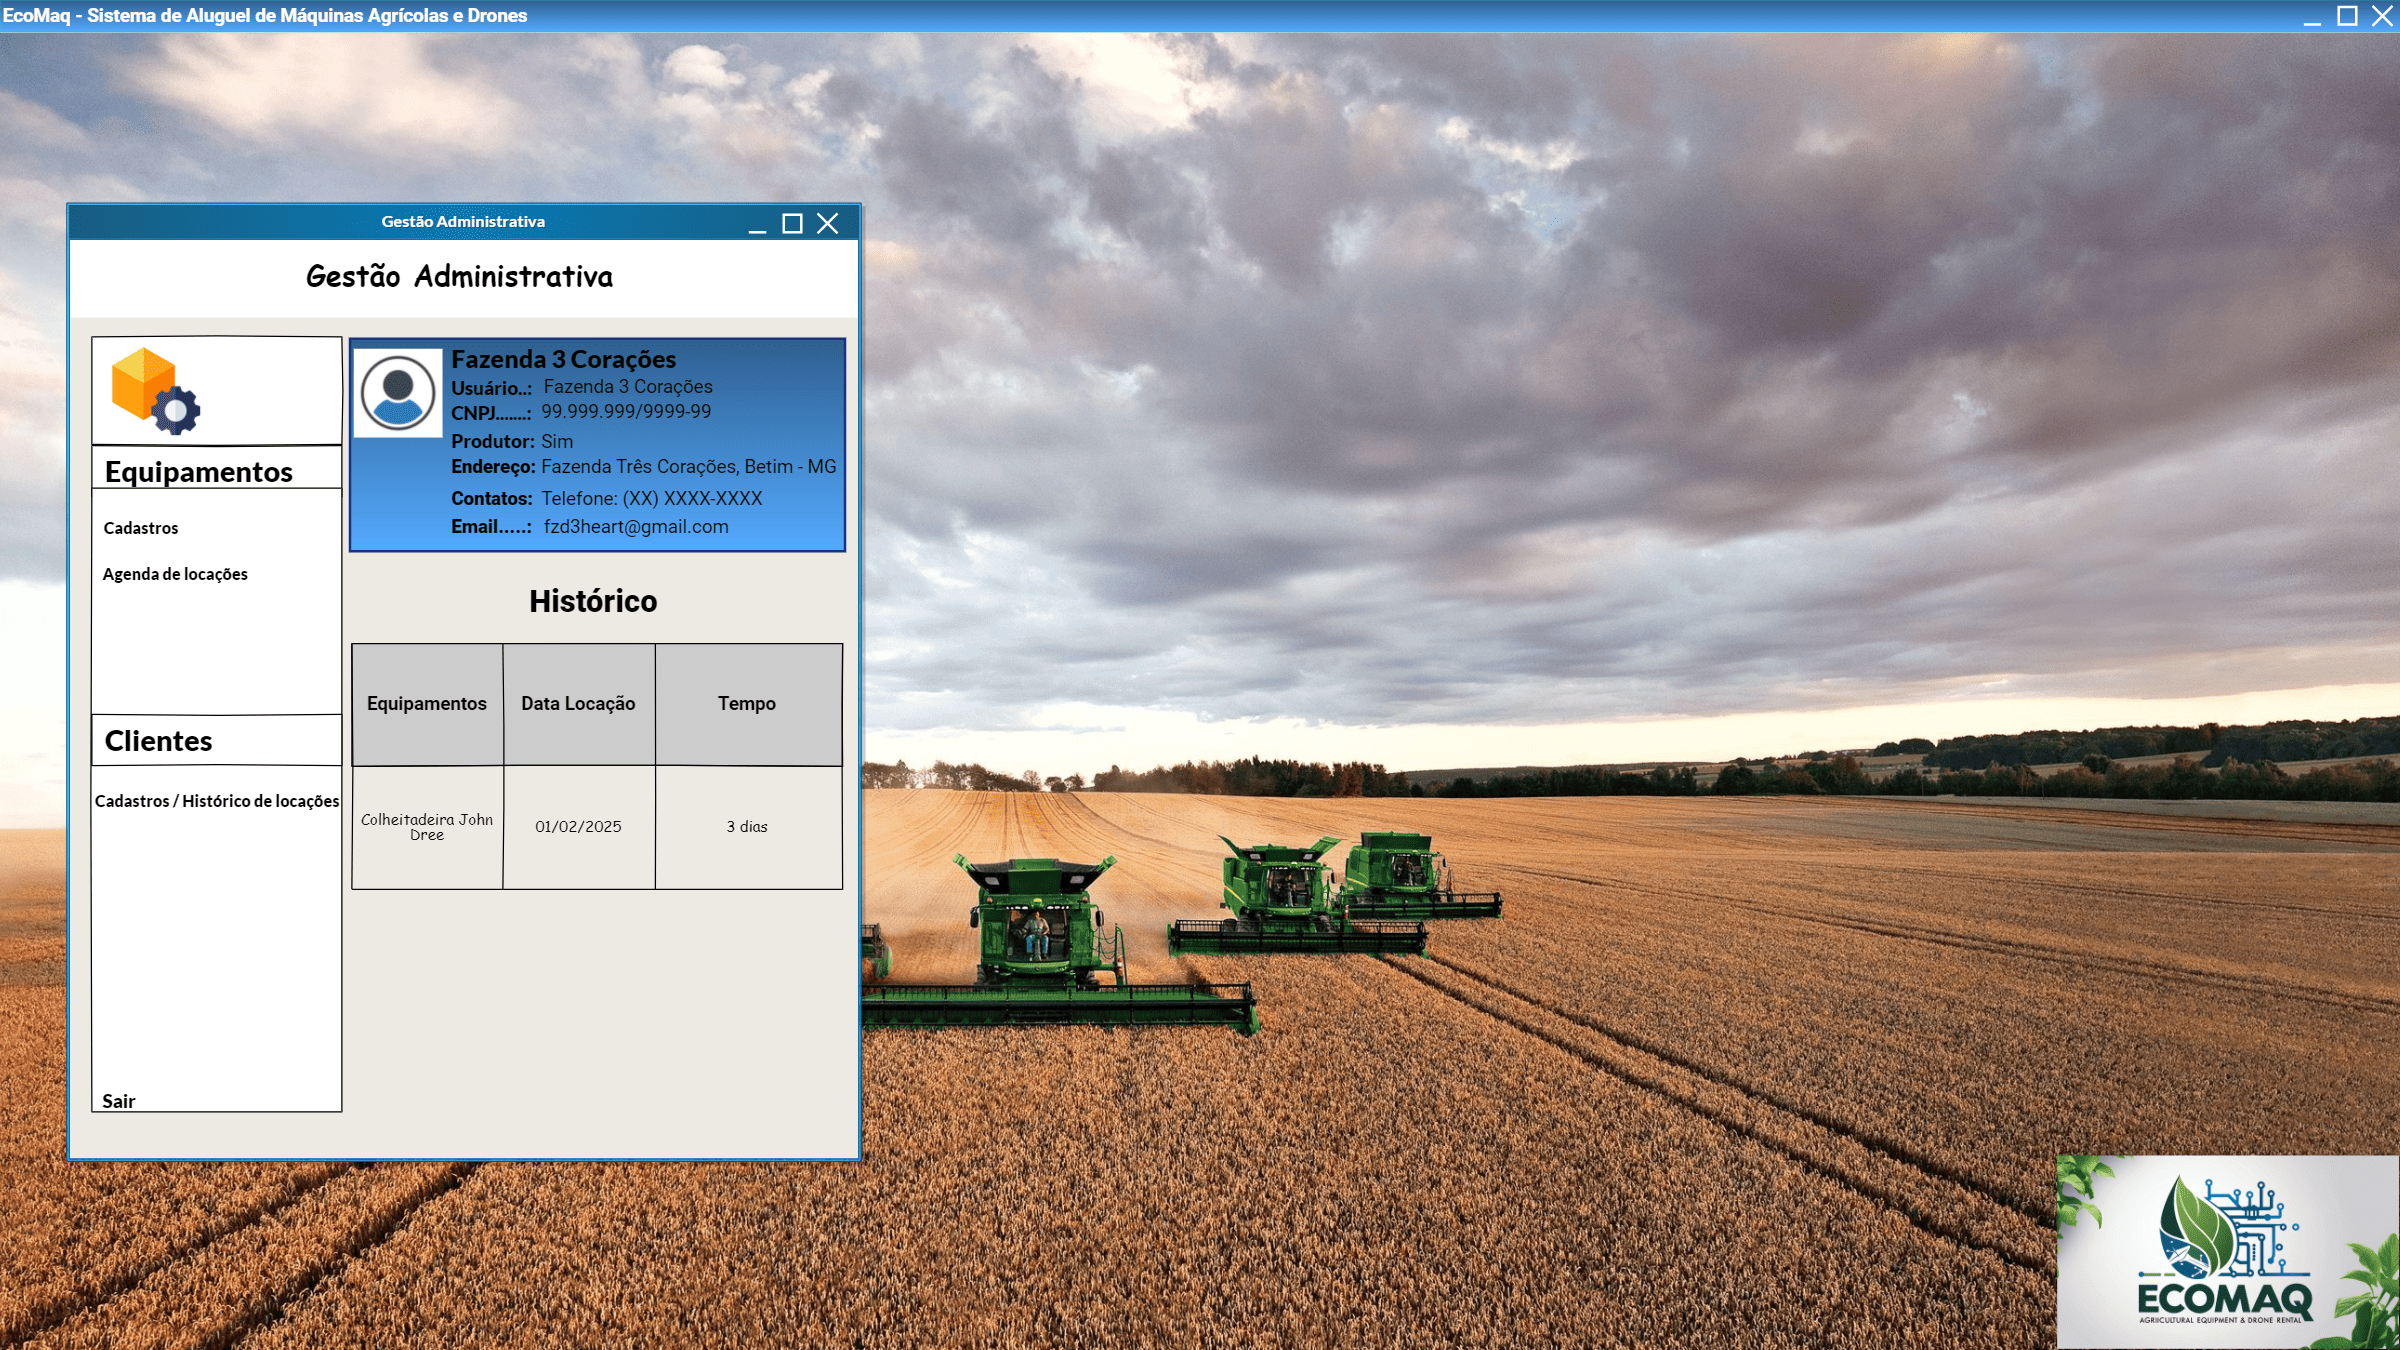 EcoMaq - Sistema de Aluguel de Máquinas Agrícolas e Drones
Gestão Administrativa
Gestão Administrativa
Equipamentos
Cadastros
Agenda de locações
Clientes
Cadastros / Histórico de locações
Sair
Fazenda 3 Corações
Usuário..: Fazenda 3 Corações
CNPJ.......: 99.999.999/9999-99
Produtor: Sim
Endereço: Fazenda Três Corações, Betim - MG
Contatos: Telefone: (XX) XXXX-XXXX
Email.....: fzd3heart@gmail.com
Histórico
Equipamentos Data Locação Tempo
Colheitadeira John
Dree 01/02/2025 3 dias
ECOMAQ
AGRIICULTURAL EQUIPMENT & DRONE RENTAL